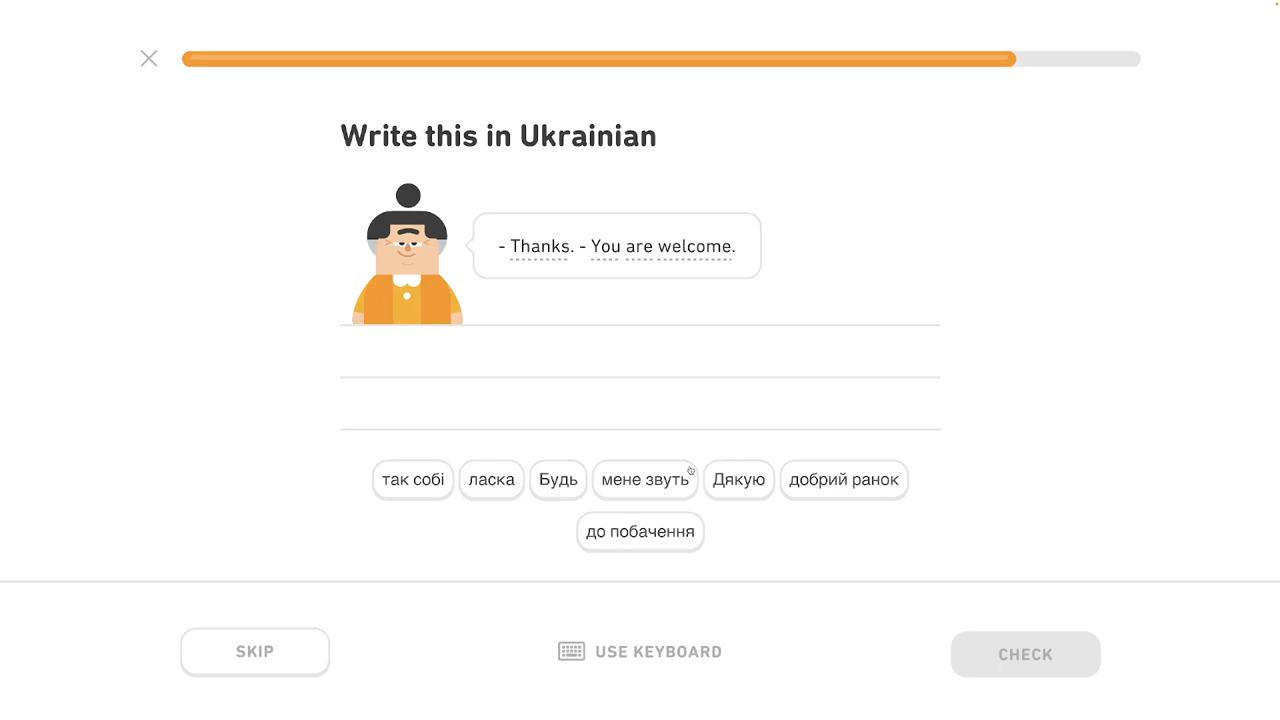 Write this in Ukrainian
- Thanks. - You are welcome.
так собі ласка Будь мене звуть Дякую добрий ранок
до побачення
SKIP USE KEYBOARD CHECK